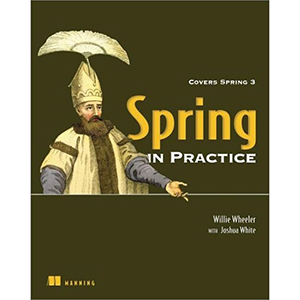 COVERS SPRING 3
Spring
IN PRACTICE
Willie Wheeler
WITH Joshua White
MANNING